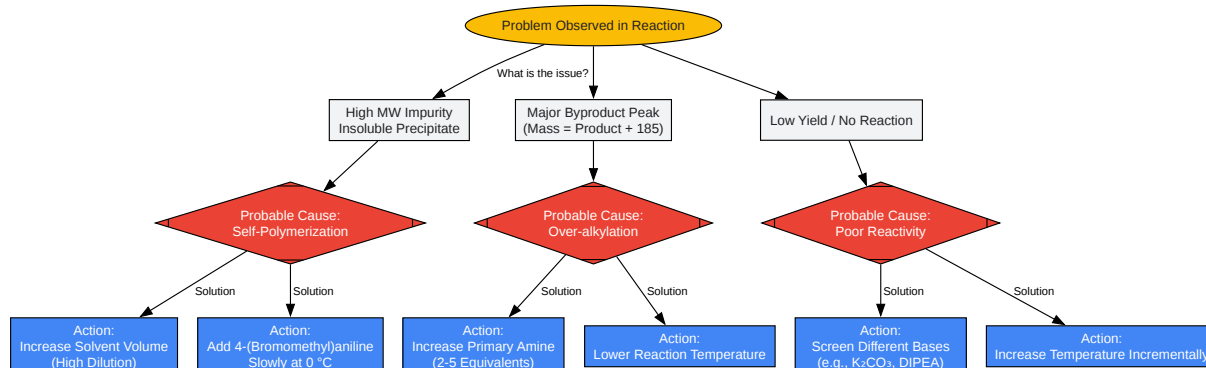 Problem Observed in Reaction
What is the issue?
High MW Impurity
Insoluble Precipitate
Major Byproduct Peak
(Mass = Product + 185)
Low Yield / No Reaction
Probable Cause:
Self-Polymerization
Probable Cause:
Over-alkylation
Probable Cause:
Poor Reactivity
Solution
Solution
Solution
Solution
Solution
Solution
Action:
Increase Solvent Volume
(High Dilution)
Action:
Add 4-(Bromomethyl)aniline
Slowly at 0 °C
Action:
Increase Primary Amine
(2-5 Equivalents)
Action:
Lower Reaction Temperature
Action:
Screen Different Bases
(e.g., K₂CO₃, DIPEA)
Action:
Increase Temperature Incrementally